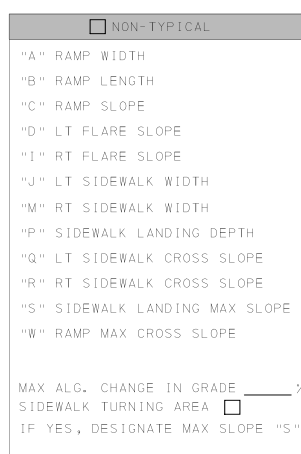 NON-TYPICAL
"A" RAMP WIDTH
"B" RAMP LENGTH
"C" RAMP SLOPE
"D" LT FLARE SLOPE
"I" RT FLARE SLOPE
"J" LT SIDEWALK WIDTH
"M" RT SIDEWALK WIDTH
"P" SIDEWALK LANDING DEPTH
"Q" LT SIDEWALK CROSS SLOPE
"R" RT SIDEWALK CROSS SLOPE
"S" SIDEWALK LANDING MAX SLOPE
"W" RAMP MAX CROSS SLOPE
MAX ALG. CHANGE IN GRADE _____ %
SIDEWALK TURNING AREA
IF YES, DESIGNATE MAX SLOPE "S"